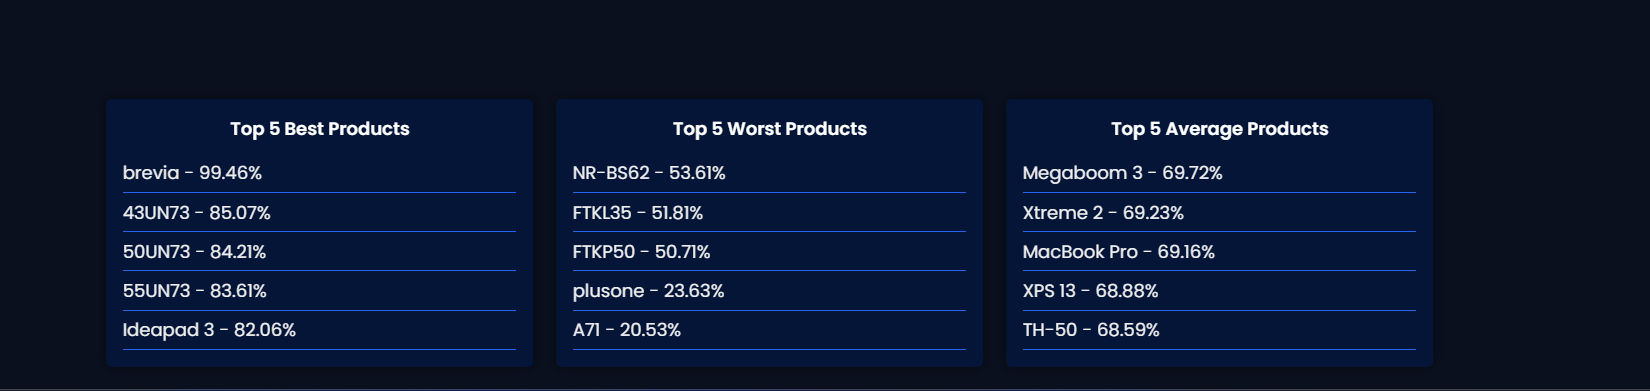 Top 5 Best Products
brevia - 99.46%
43UN73 - 85.07%
50UN73 - 84.21%
55UN73 - 83.61%
Ideapad 3 - 82.06%
Top 5 Worst Products
NR-BS62 - 53.61%
FTKL35 - 51.81%
FTKP50 - 50.71%
plusone - 23.63%
A71 - 20.53%
Top 5 Average Products
Megaboom 3 - 69.72%
Xtreme 2 - 69.23%
MacBook Pro - 69.16%
XPS 13 - 68.88%
TH-50 - 68.59%